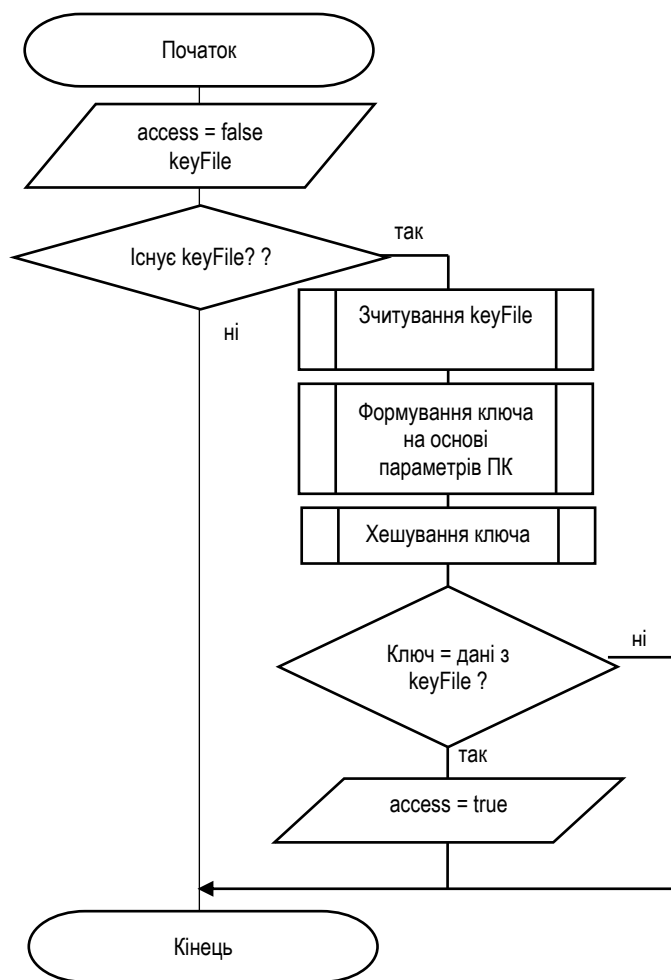 Початок
access = false
keyFile
Існує keyFile? ?
так
ні
Зчитування keyFile
Формування ключа
на основі
параметрів ПК
Хешування ключа
Ключ = дані з
keyFile ?
ні
так
access = true
Кінець